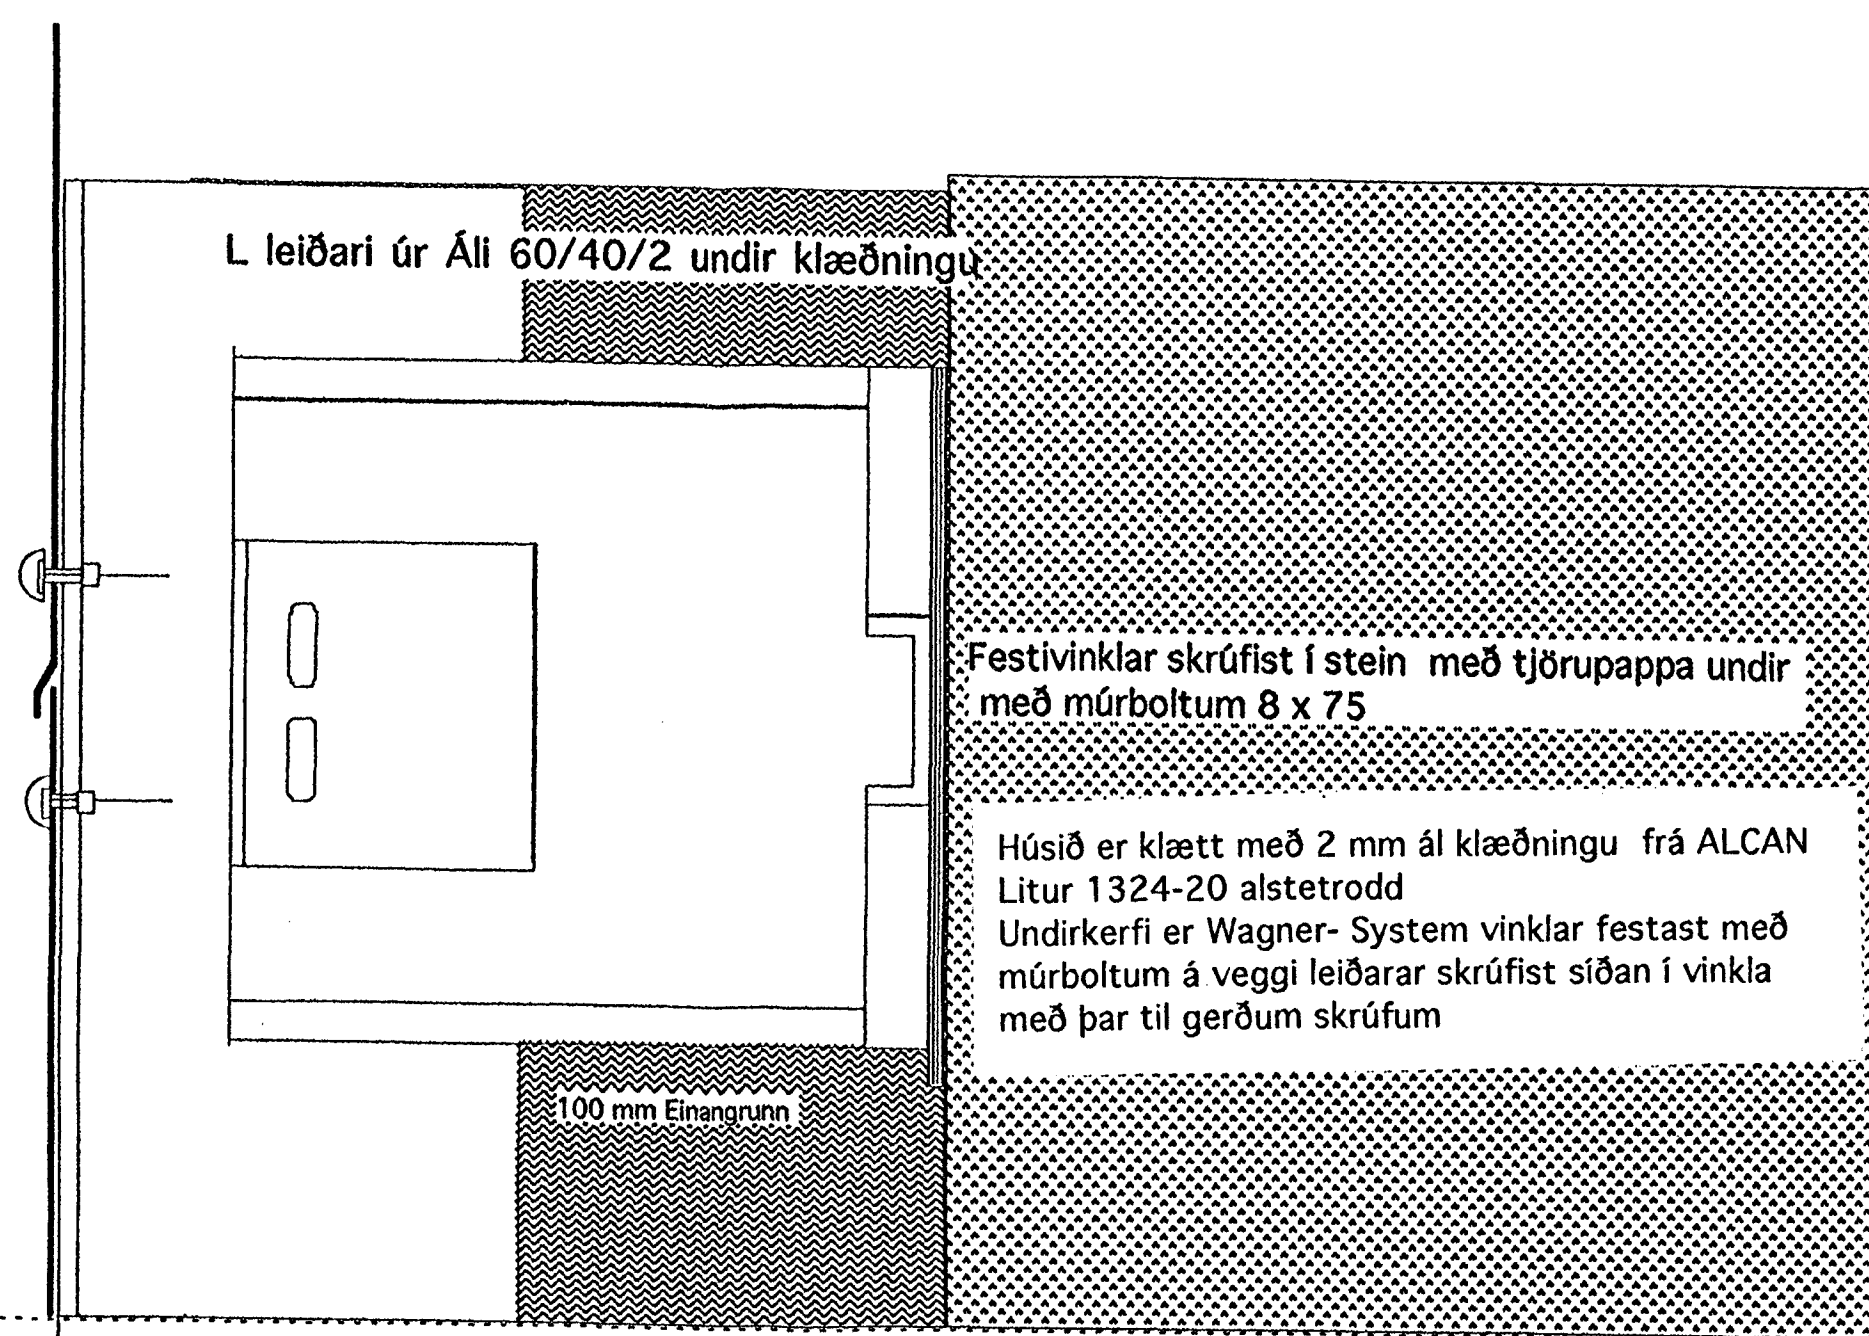 L leiðari úr Áli 60/40/2 undir klæðningu
Festivinklar skrúfist í stein með tjörupappa undir
með múrboltum 8 x 75
Húsið er klætt með 2 mm ál klæðningu frá ALCAN
Litur 1324-20 alstetrodd
Undirkerfi er Wagner- System vinklar festast með
múrboltum á veggi leiðarar skrúfist síðan í vinkla
með þar til gerðum skrúfum
100 mm Einangrunn